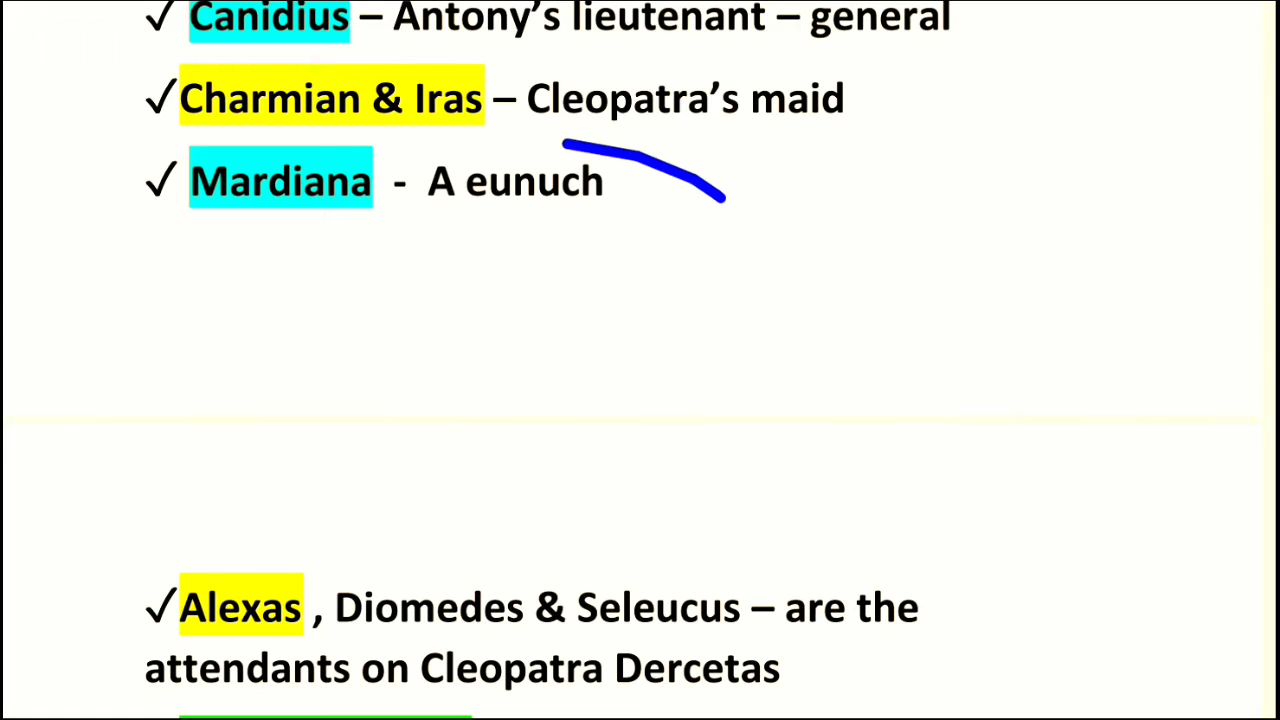 ✓ Canidius – Antony’s lieutenant – general
✓Charmian & Iras – Cleopatra’s maid
✓ Mardiana - A eunuch
✓Alexas , Diomedes & Seleucus – are the
attendants on Cleopatra Dercetas